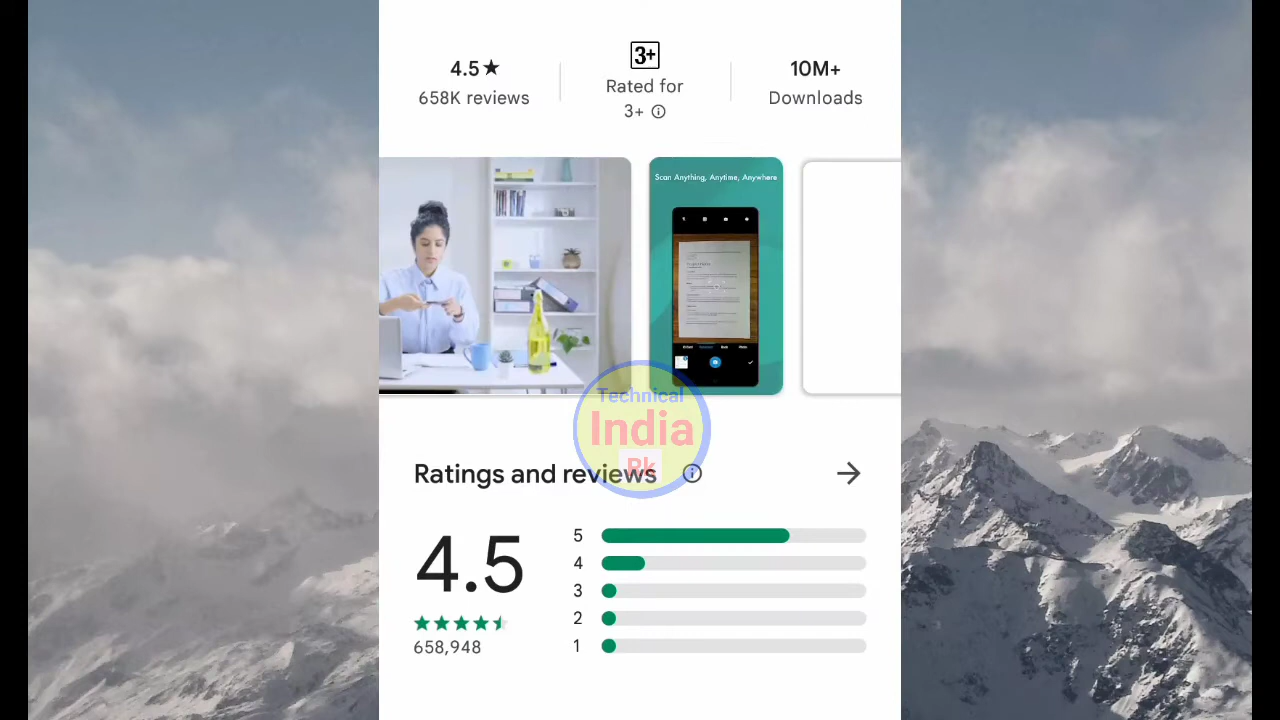 4.5★
658K reviews
3+
Rated for
3+
10M+
Downloads
Scan Anything, Anytime, Anywhere
Technical
India
Rk
Ratings and reviews
4.5
658,948
5
4
3
2
1